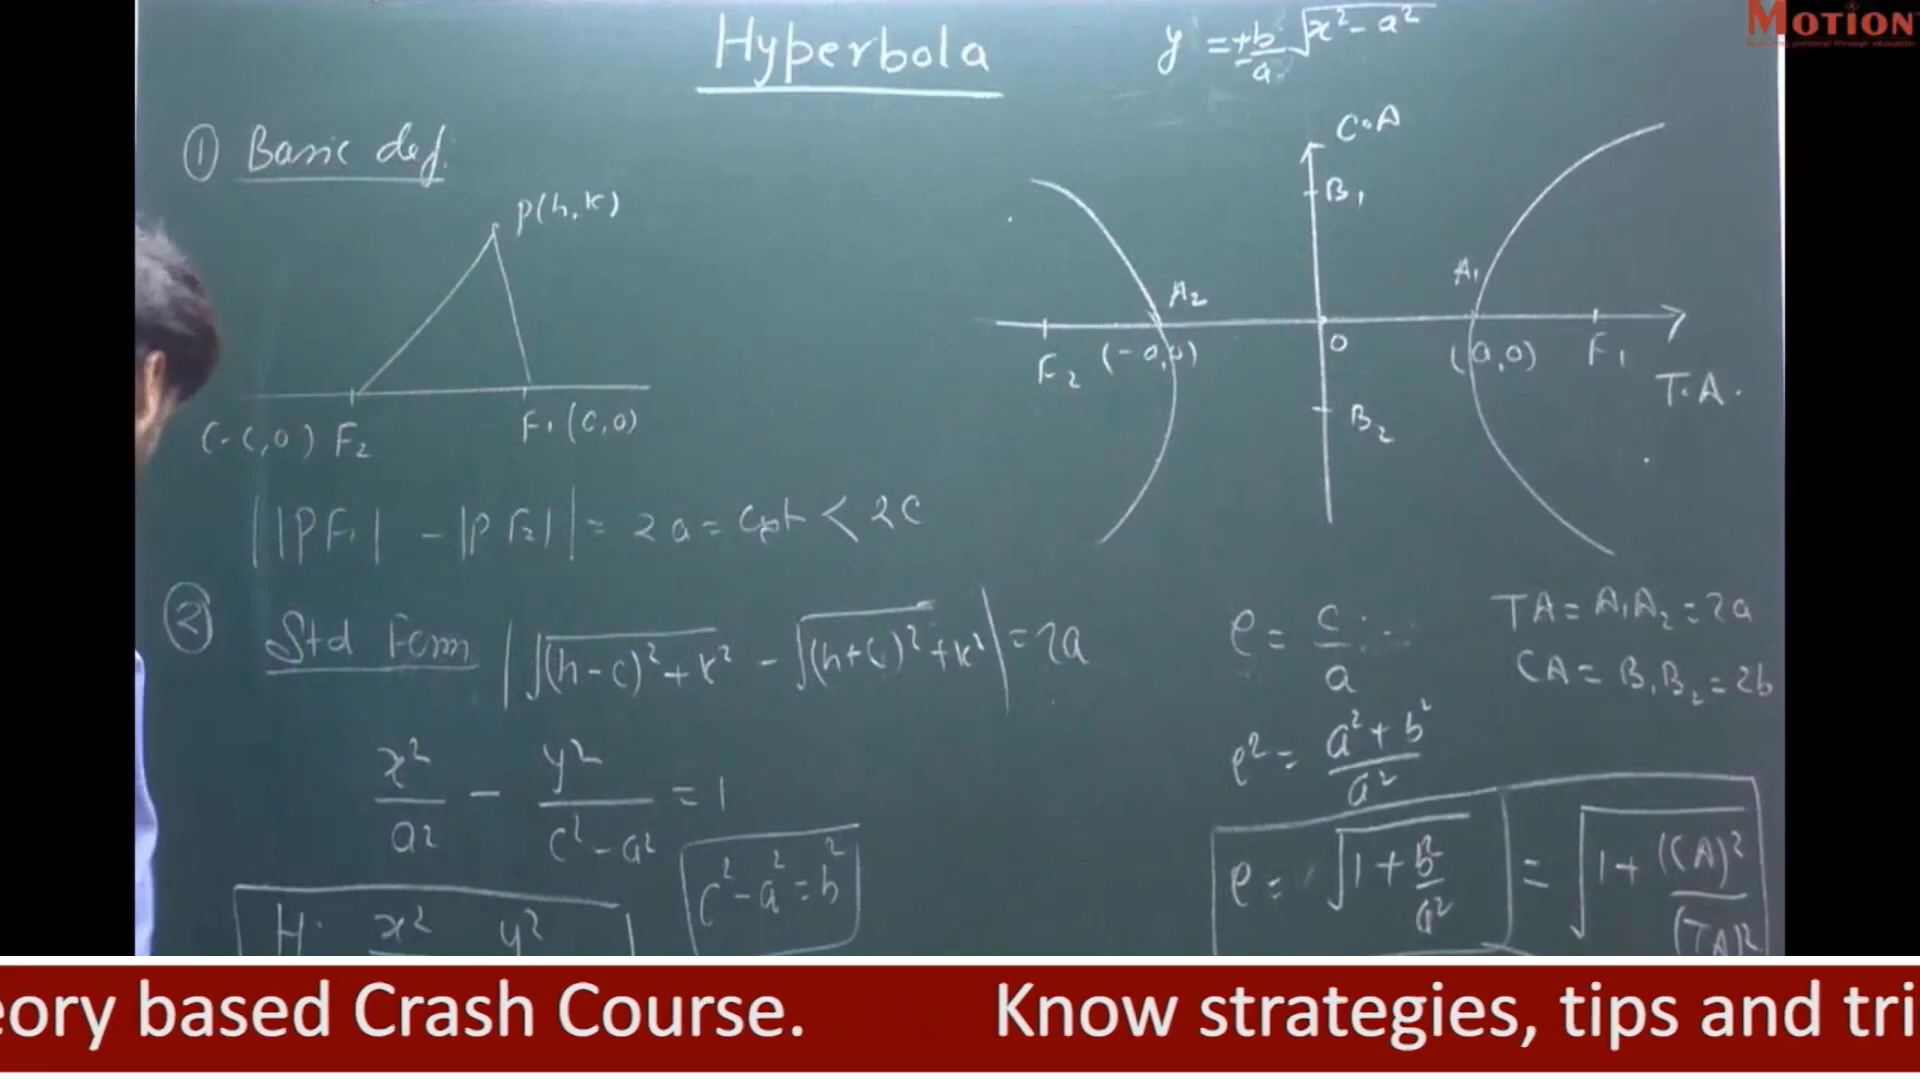 Hyperbola
y = ±b/a √x² - a²
MOTION
① Basic def.
P(h, k)
(-c, 0) F₂
F₁ (c, 0)
||PF₁| - |PF₂|| = 2a = cpt < 2c
C.A
B₁
A₂
A₁
F₂ (-a, 0)
O
(a, 0) F₁
T.A.
B₂
② Std Form |√(h-c)² + k² - √(h+c)² + k²| = 2a
x²/a² - y²/c² - a² = 1
c² - a² = b²
H: x² y² 1
e = c/a
TA = A₁A₂ = 2a
CA = B₁B₂ = 2b
e² = a² + b²/a²
e = √1 + b²/a² = √1 + (CA)²/(TA)²
eory based Crash Course. Know strategies, tips and tri